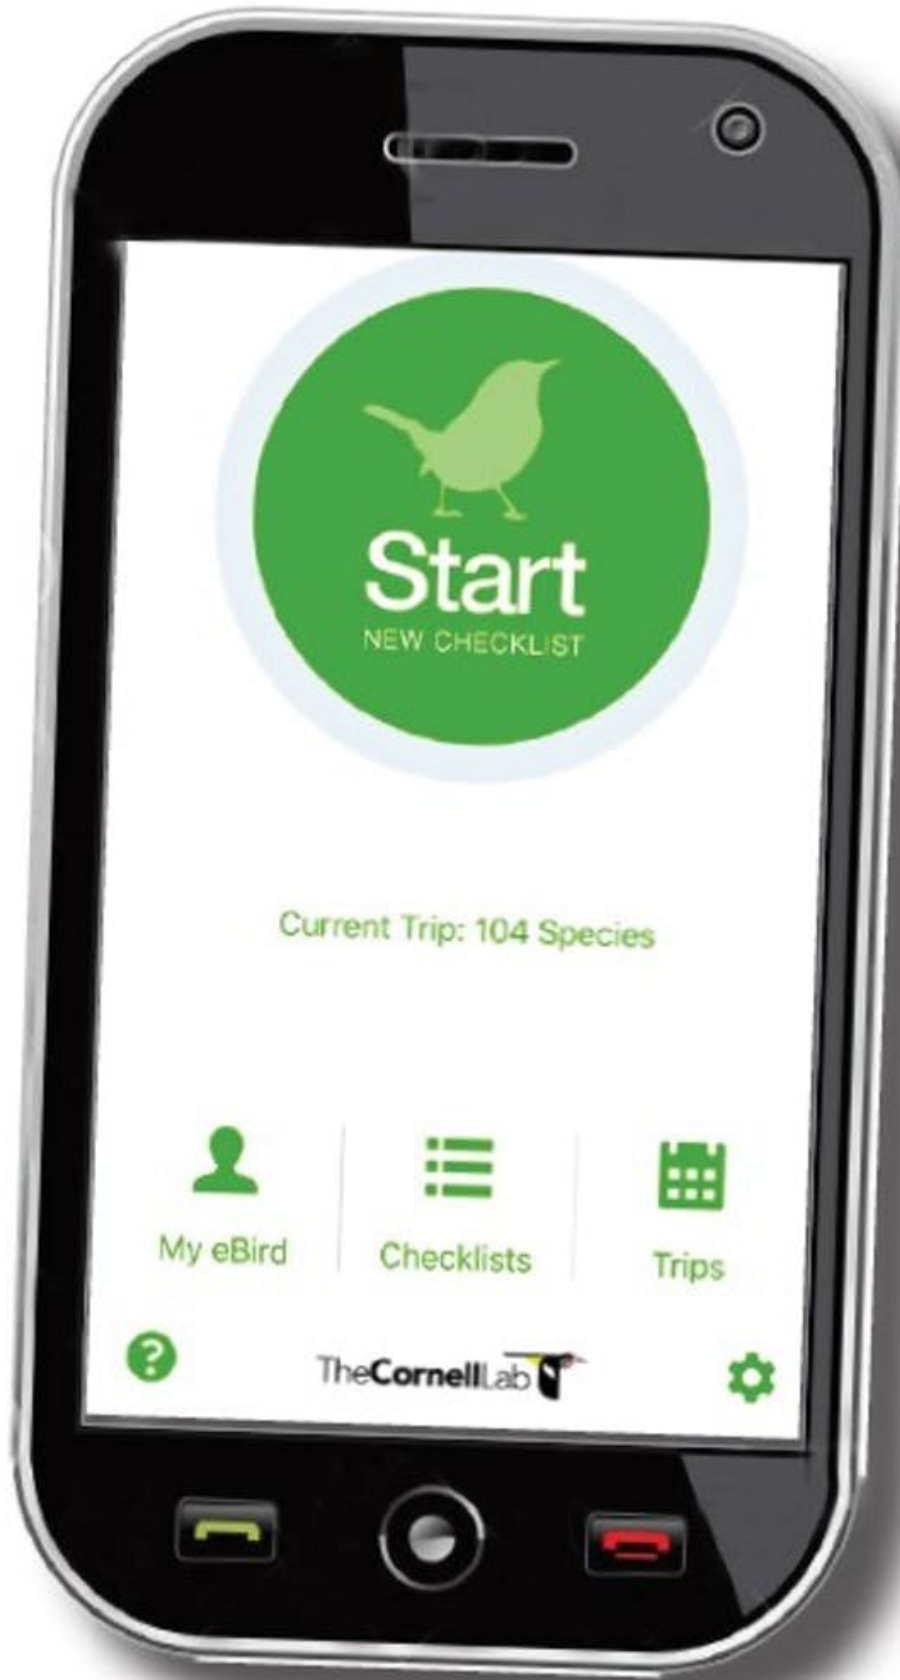 Start
NEW CHECKLIST
Current Trip: 104 Species
My eBird
Checklists
Trips
?
TheCornellLab